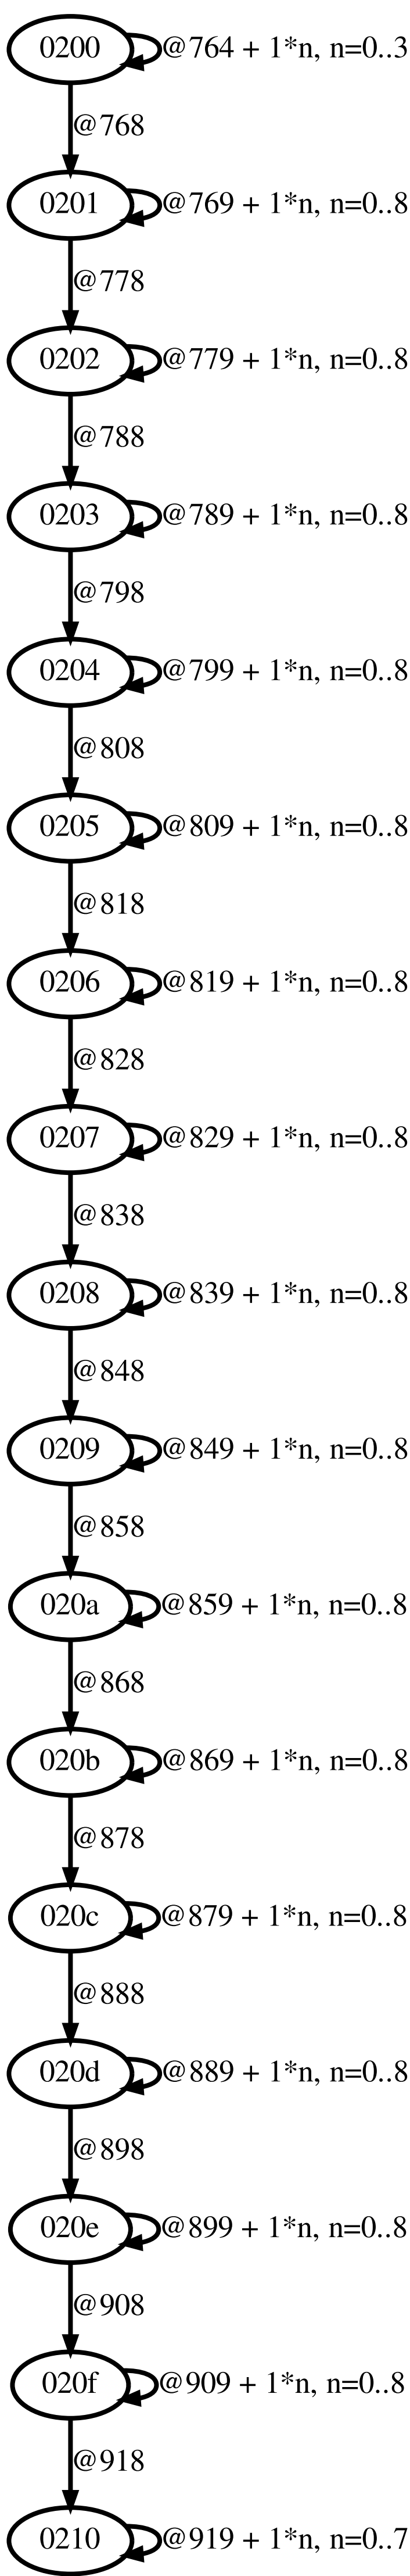 0200 @764 + 1*n, n=0..3
@768
0201 @769 + 1*n, n=0..8
@778
0202 @779 + 1*n, n=0..8
@788
0203 @789 + 1*n, n=0..8
@798
0204 @799 + 1*n, n=0..8
@808
0205 @809 + 1*n, n=0..8
@818
0206 @819 + 1*n, n=0..8
@828
0207 @829 + 1*n, n=0..8
@838
0208 @839 + 1*n, n=0..8
@848
0209 @849 + 1*n, n=0..8
@858
020a @859 + 1*n, n=0..8
@868
020b @869 + 1*n, n=0..8
@878
020c @879 + 1*n, n=0..8
@888
020d @889 + 1*n, n=0..8
@898
020e @899 + 1*n, n=0..8
@908
020f @909 + 1*n, n=0..8
@918
0210 @919 + 1*n, n=0..7